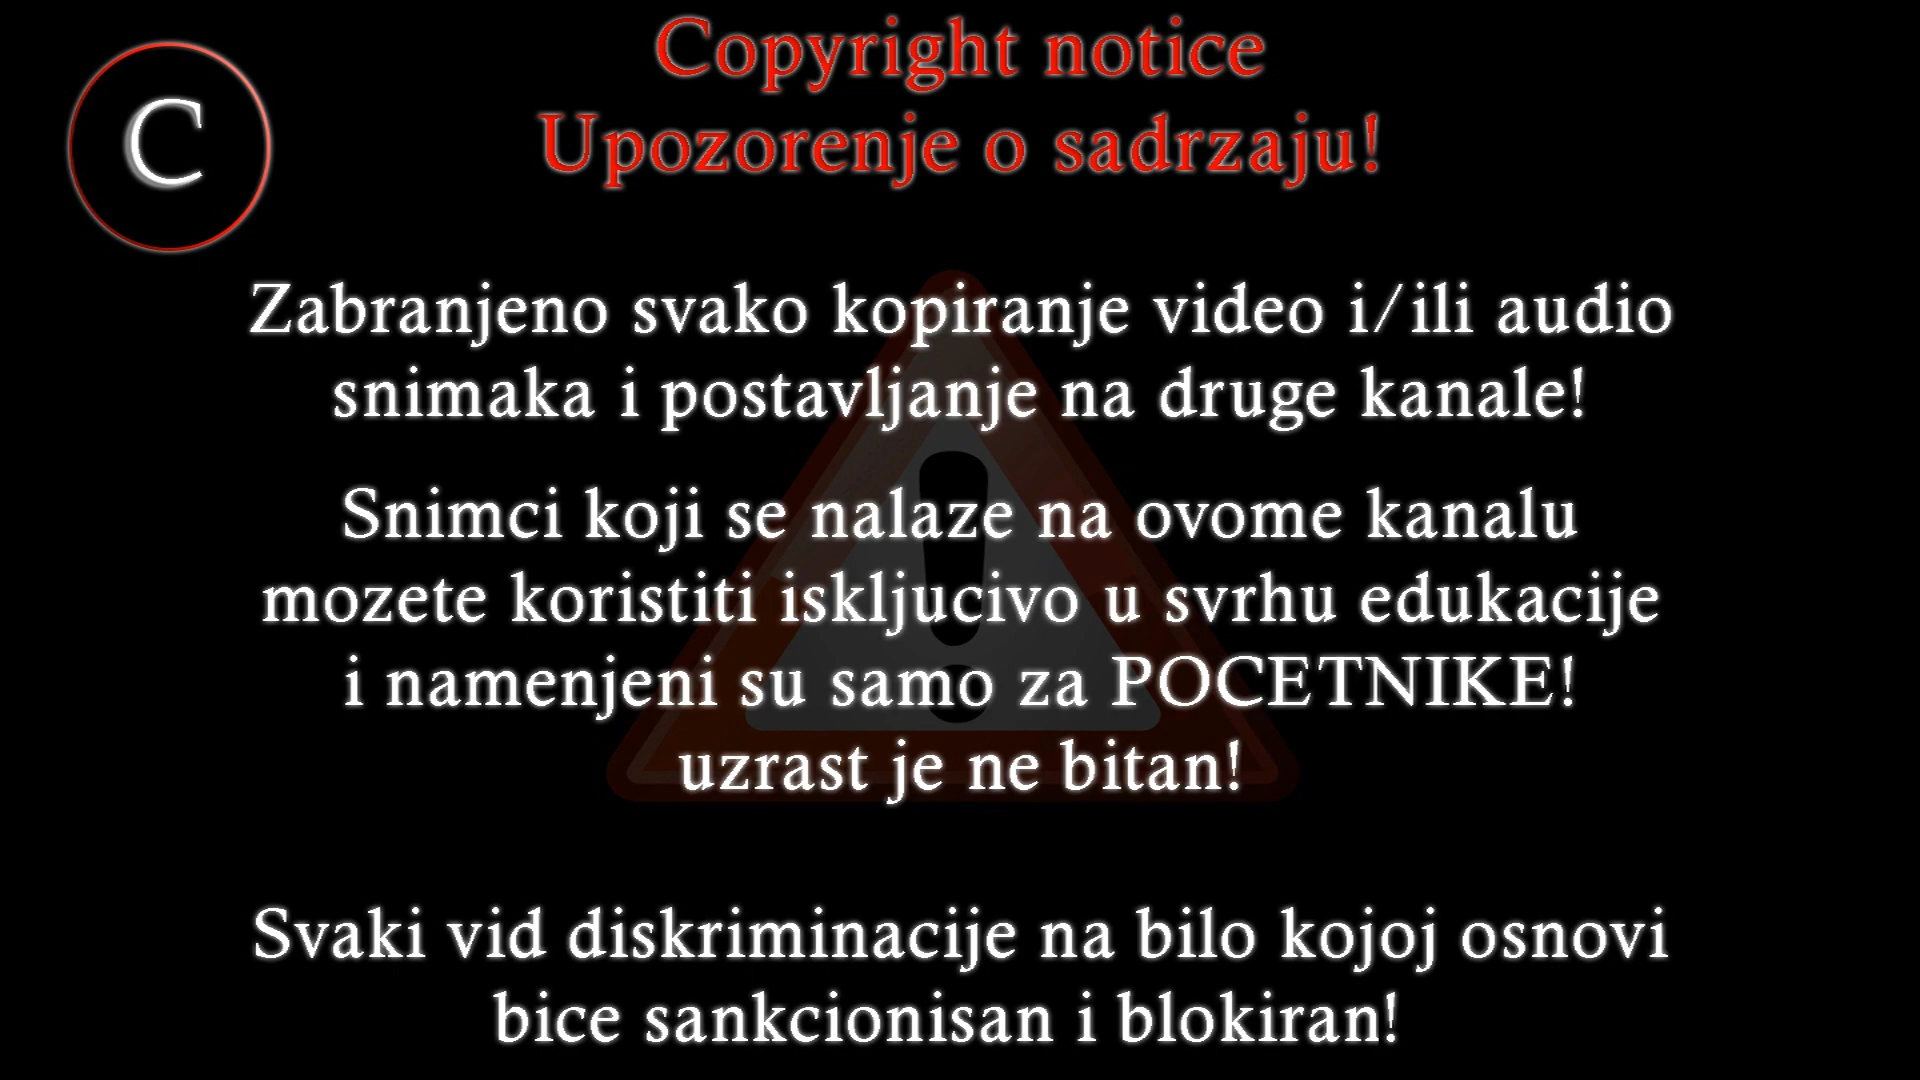 C
Copyright notice
Upozorenje o sadrzaju!
Zabranjeno svako kopiranje video i/ili audio
snimaka i postavljanje na druge kanale!
Snimci koji se nalaze na ovome kanalu
mozete koristiti iskljucivo u svrhu edukacije
i namenjeni su samo za POCETNIKE!
uzrast je ne bitan!
Svaki vid diskriminacije na bilo kojoj osnovi
bice sankcionisan i blokiran!